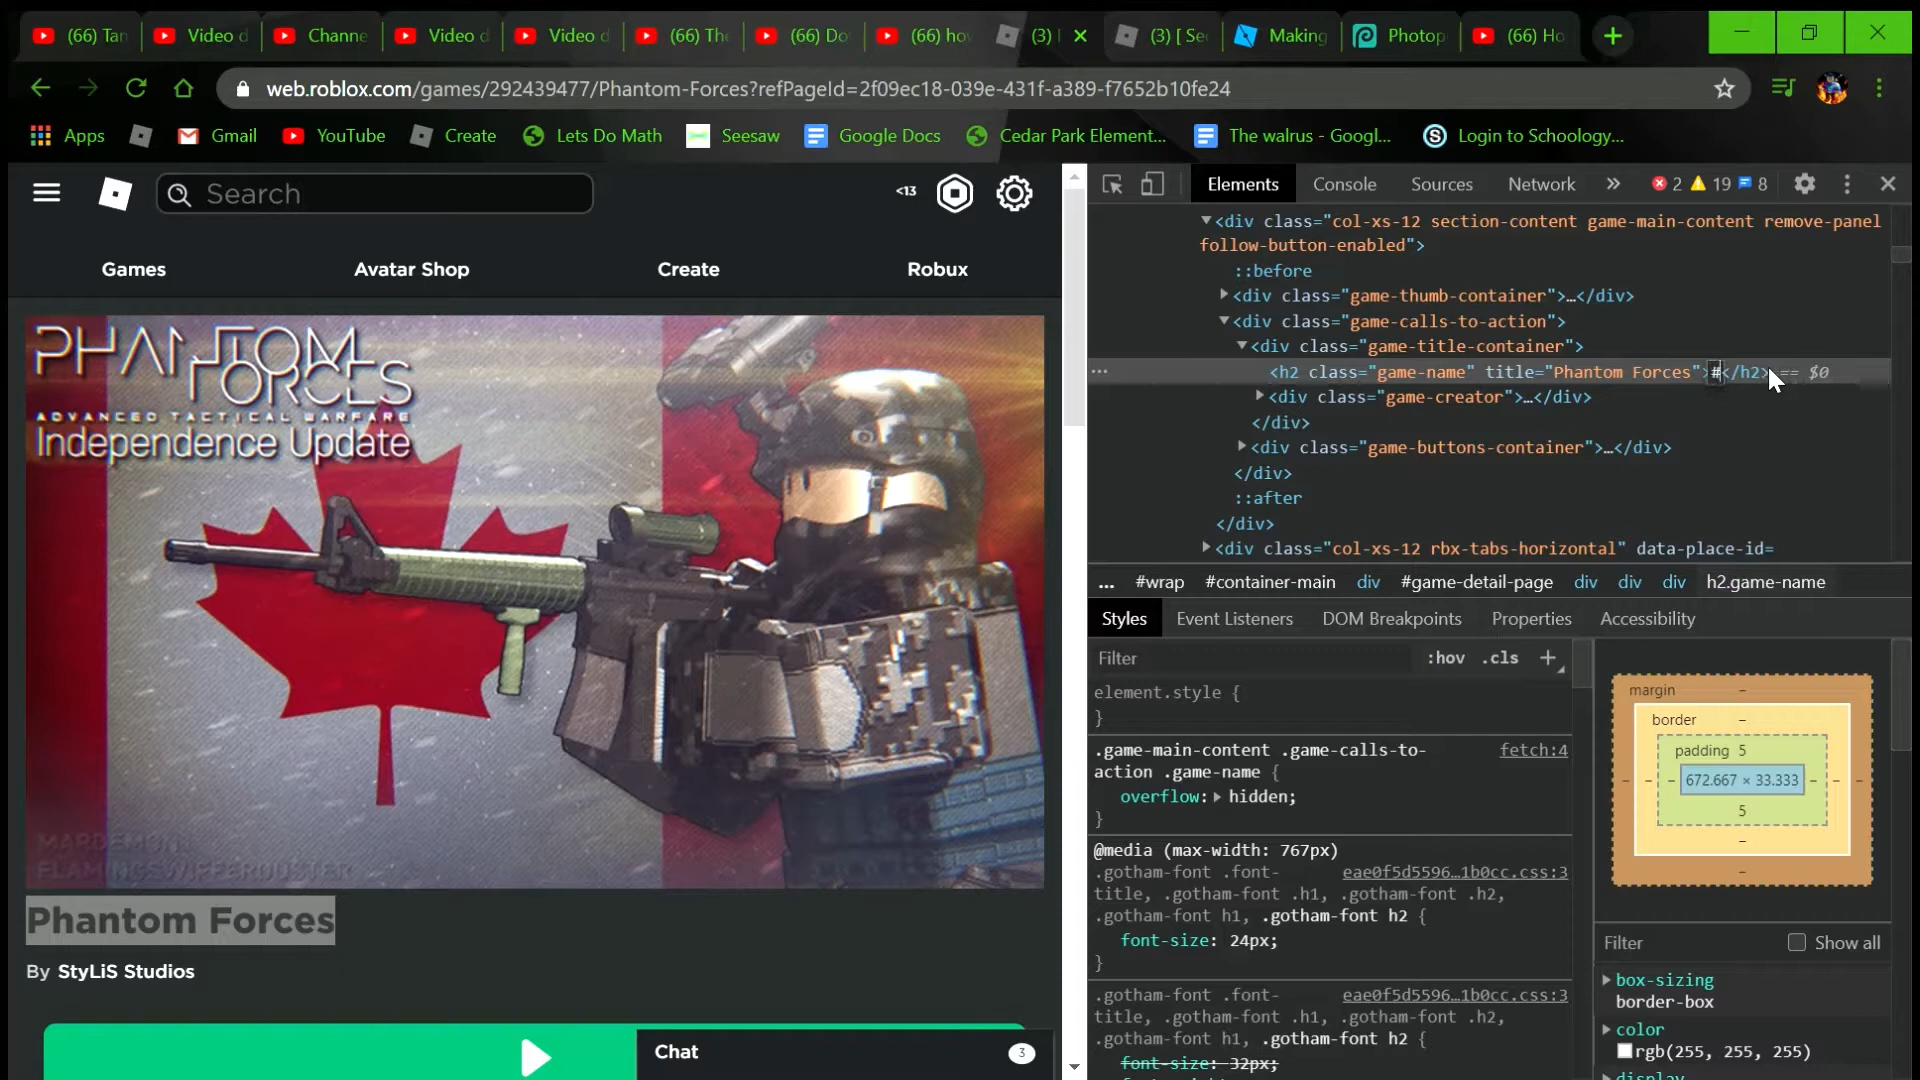 (66) Tan
Video d
Channe
Video d
Video d
(66) The
(66) Do
(66) hov
(3)
(3) [ Se
Making
Photop
(66) Ho
web.roblox.com/games/292439477/Phantom-Forces?refPageId=2f09ec18-039e-431f-a389-f7652b10fe24
Apps
Gmail
YouTube
Create
Lets Do Math
Seesaw
Google Docs
Cedar Park Element...
The walrus - Googl...
Login to Schoology...
Search
<13
Games
Avatar Shop
Create
Robux
PHANTOM
FORCES
ADVANCED TACTICAL WARFARE
Independence Update
MARDEMON
FLAMINGSWIFFERDUSTER
Phantom Forces
By StyLiS Studios
Chat
3
Elements
Console
Sources
Network
»
2
19
8
<div class="col-xs-12 section-content game-main-content remove-panel
follow-button-enabled">
::before
<div class="game-thumb-container">…</div>
<div class="game-calls-to-action">
<div class="game-title-container">
<h2 class="game-name" title="Phantom Forces">#</h2> == $0
<div class="game-creator">…</div>
</div>
<div class="game-buttons-container">…</div>
</div>
::after
</div>
<div class="col-xs-12 rbx-tabs-horizontal" data-place-id=
... #wrap #container-main div #game-detail-page div div div h2.game-name
Styles
Event Listeners
DOM Breakpoints
Properties
Accessibility
Filter
:hov .cls +
element.style {
}
.game-main-content .game-calls-to-
fetch:4
action .game-name {
overflow: hidden;
}
@media (max-width: 767px)
.gotham-font .font-
eae0f5d5596…1b0cc.css:3
title, .gotham-font .h1, .gotham-font .h2,
.gotham-font h1, .gotham-font h2 {
font-size: 24px;
}
.gotham-font .font-
eae0f5d5596…1b0cc.css:3
title, .gotham-font .h1, .gotham-font .h2,
.gotham-font h1, .gotham-font h2 {
font-size: 32px;
margin -
border -
padding 5
- - - 672.667 × 33.333 - - -
5
-
-
Filter
Show all
box-sizing
border-box
color
rgb(255, 255, 255)
display